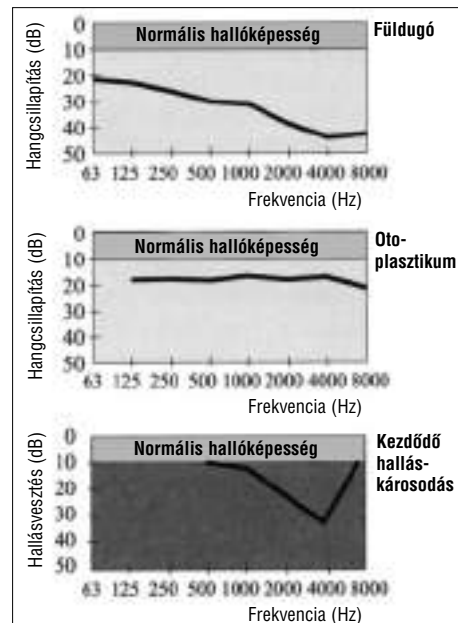 Hangcsillapítás (dB)
0
10
20
30
40
50
Normális hallóképesség
Füldugó
63 125 250 500 1000 2000 4000 8000
Frekvencia (Hz)
Hangcsillapítás (dB)
0
10
20
30
40
50
Normális hallóképesség
Oto-
plasztikum
63 125 250 500 1000 2000 4000 8000
Frekvencia (Hz)
Hallásvesztés (dB)
0
10
20
30
40
50
Normális hallóképesség
Kezdődő
hallás-
károsodás
63 125 250 500 1000 2000 4000 8000
Frekvencia (Hz)